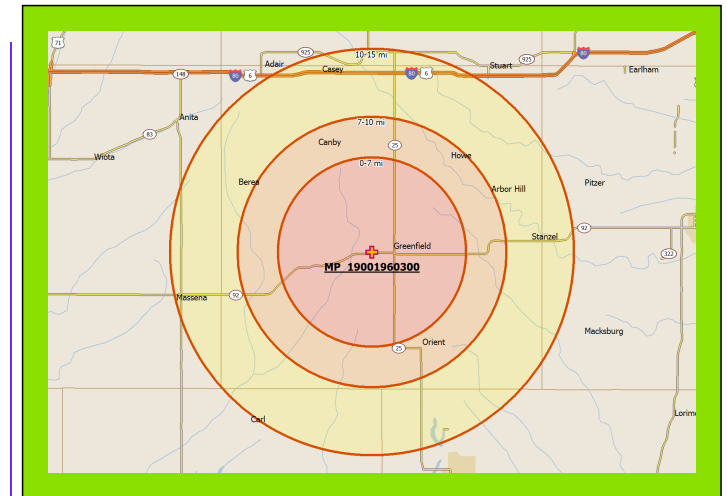 71
925
10-15 mi
925
80
Adair
Casey
Stuart
Earlham
148
80 6
80 6
7-10 mi
Anita
83
Canby
25
Howe
Wiota
0-7 mi
Berea
Arbor Hill
Pitzer
Stanzel
92
Greenfield
322
MP_19001960300
Massena
92
Macksburg
25
Orient
Carl
Lorim